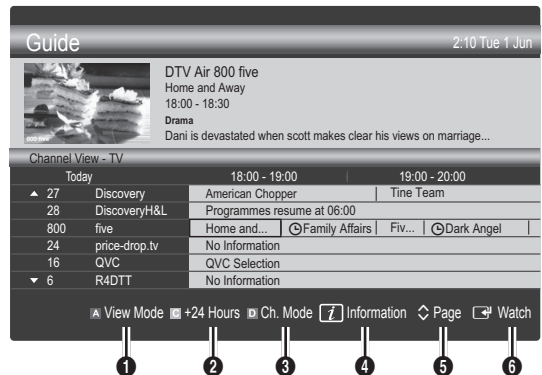 Guide
2:10 Tue 1 Jun
DTV Air 800 five
Home and Away
18:00 - 18:30
Drama
Dani is devastated when scott makes clear his views on marriage...
800 five
Channel View - TV
Today 18:00 - 19:00 19:00 - 20:00
▲ 27 Discovery American Chopper Tine Team
28 DiscoveryH&L Programmes resume at 06:00
800 five Home and... Family Affairs Fiv... Dark Angel
24 price-drop.tv No Information
16 QVC QVC Selection
▼ 6 R4DTT No Information
A View Mode C +24 Hours D Ch. Mode i Information Page Watch
1 2 3 4 5 6